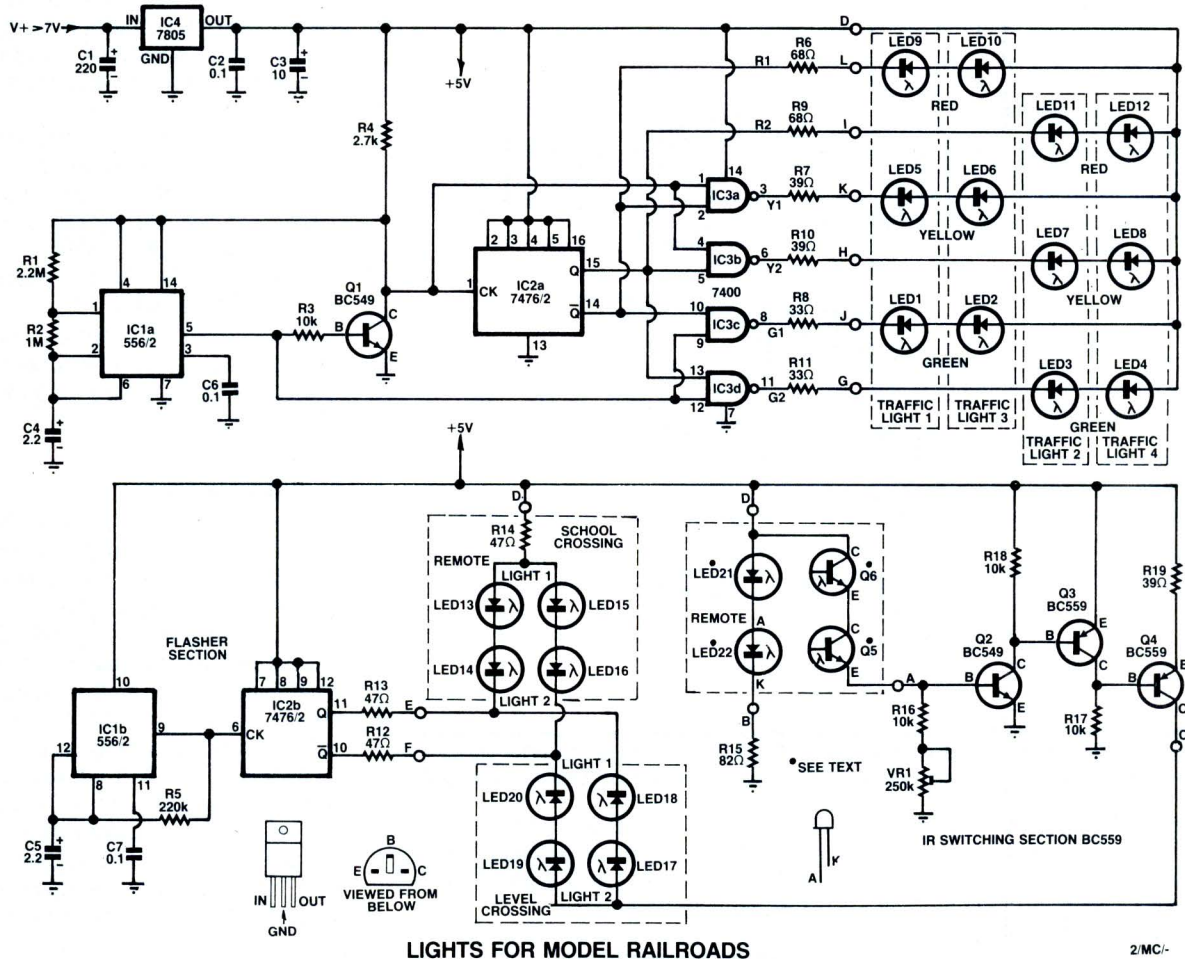 V+ >7V
IN
IC4
7805
OUT
GND
C1
220
+
-
C2
0.1
C3
10
+
-
+5V
R4
2.7k
D
R1
R6
68Ω
L
LED9
LED10
λ
λ
RED
R2
R9
68Ω
I
LED11
LED12
λ
λ
RED
14
1
2
IC3a
3
Y1
R7
39Ω
K
LED5
LED6
λ
λ
YELLOW
4
5
IC3b
6
Y2
7400
R10
39Ω
H
LED7
LED8
λ
λ
YELLOW
10
9
IC3c
8
G1
R8
33Ω
J
LED1
LED2
λ
λ
GREEN
13
12
IC3d
11
G2
7
R11
33Ω
G
LED3
LED4
λ
λ
GREEN
TRAFFIC
LIGHT 1
TRAFFIC
LIGHT 3
TRAFFIC
LIGHT 2
TRAFFIC
LIGHT 4
R1
2.2M
R2
1M
4
14
1
2
IC1a
556/2
5
3
6
7
C4
2.2
+
-
C6
0.1
R3
10k
Q1
BC549
B
C
E
2
3
4
5
16
1
CK
IC2a
7476/2
Q
15
Q̅
14
13
+5V
D
R14
47Ω
SCHOOL
CROSSING
REMOTE
LIGHT 1
LED13
λ
LED15
λ
LED14
λ
LED16
λ
LIGHT 2
FLASHER
SECTION
10
12
IC1b
556/2
9
8
11
R5
220k
C5
2.2
+
-
C7
0.1
7
8
9
12
6
CK
IC2b
7476/2
Q
11
Q̅
10
R13
47Ω
E
R12
47Ω
F
LIGHT 1
LED20
λ
LED18
λ
LED19
λ
LED17
λ
LIGHT 2
LEVEL
CROSSING
D
LED21
λ
REMOTE
A
LED22
λ
K
C
Q6
λ
E
C
Q5
λ
E
B
R15
82Ω
*SEE TEXT
A
R16
10k
VR1
250k
R18
10k
Q2
BC549
B
C
E
Q3
BC559
B
E
C
R17
10k
R19
39Ω
Q4
BC559
B
E
C
C
IR SWITCHING SECTION BC559
K
A
IN
OUT
GND
B
E
C
VIEWED FROM
BELOW
LIGHTS FOR MODEL RAILROADS
2/MC/-